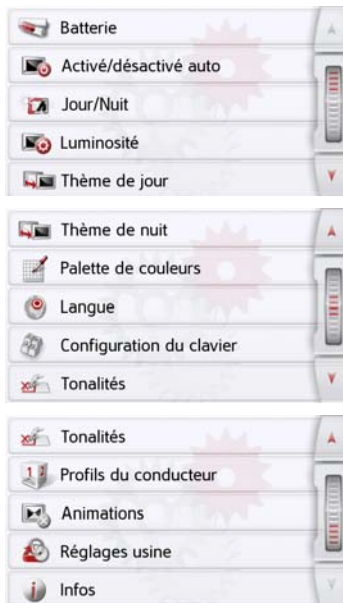 Batterie
Activé/désactivé auto
Jour/Nuit
Luminosité
Thème de jour
Thème de nuit
Palette de couleurs
Langue
Configuration du clavier
Tonalités
Tonalités
Profils du conducteur
Animations
Réglages usine
Infos